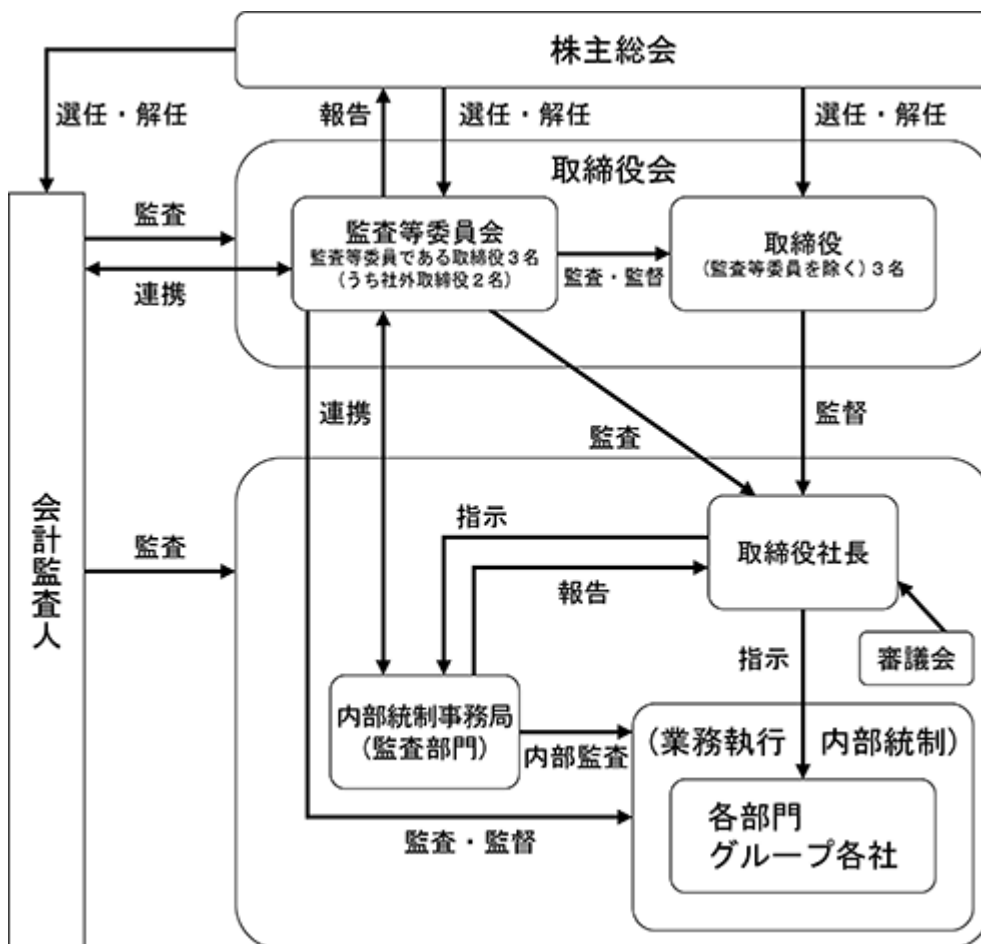 株主総会
選任・解任
報告
選任・解任
選任・解任
取締役会
監査
監査等委員会
監査等委員である取締役3名
（うち社外取締役2名）
監査・監督
取締役
（監査等委員を除く）3名
連携
連携
監査
監督
会計監査人
監査
指示
報告
取締役社長
審議会
指示
内部統制事務局
（監査部門）
内部監査
（業務執行　内部統制）
各部門
グループ各社
監査・監督